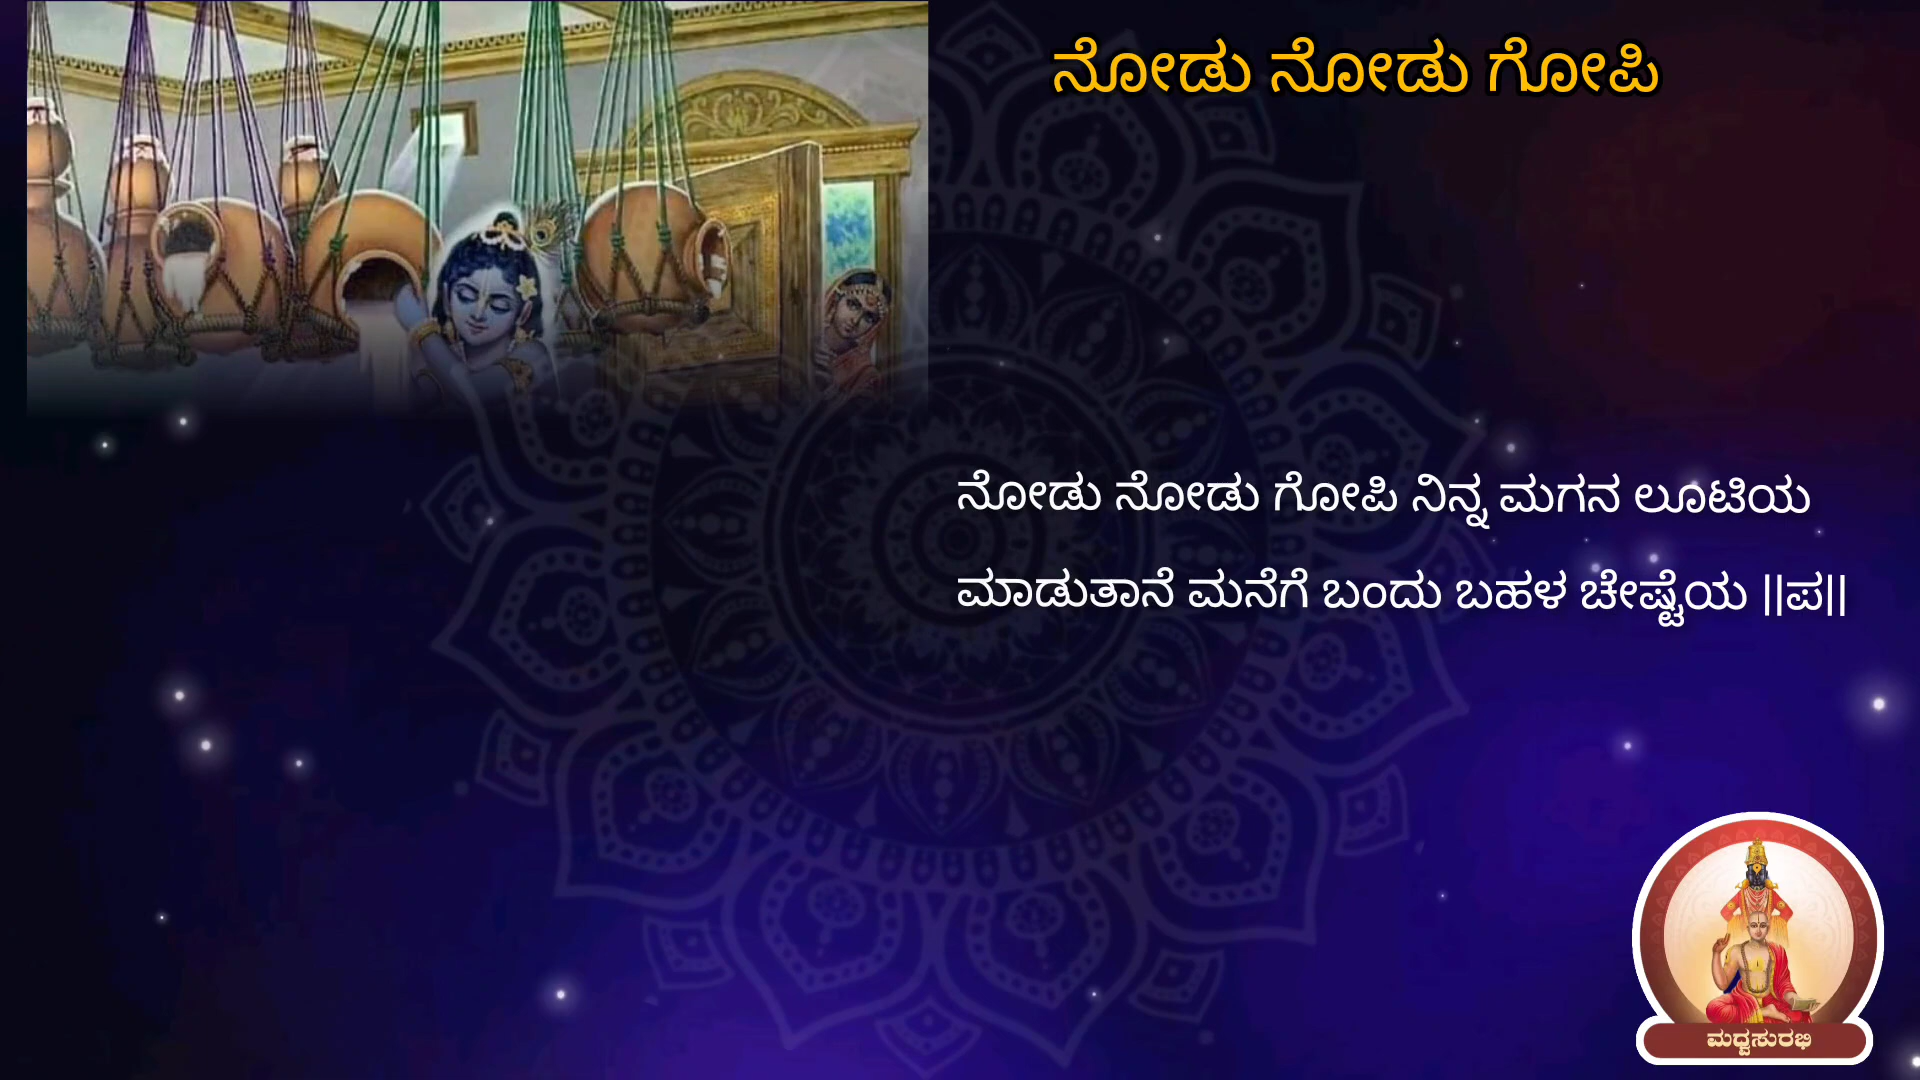 ನೋಡು ನೋಡು ಗೋಪಿ
ನೋಡು ನೋಡು ಗೋಪಿ ನಿನ್ನ ಮಗನ ಲೂಟಿಯ
ಮಾಡುತಾನೆ ಮನೆಗೆ ಬಂದು ಬಹಳ ಚೇಷ್ಟೆಯ ||ಪ||
ಮಧ್ವಸುರಭಿ